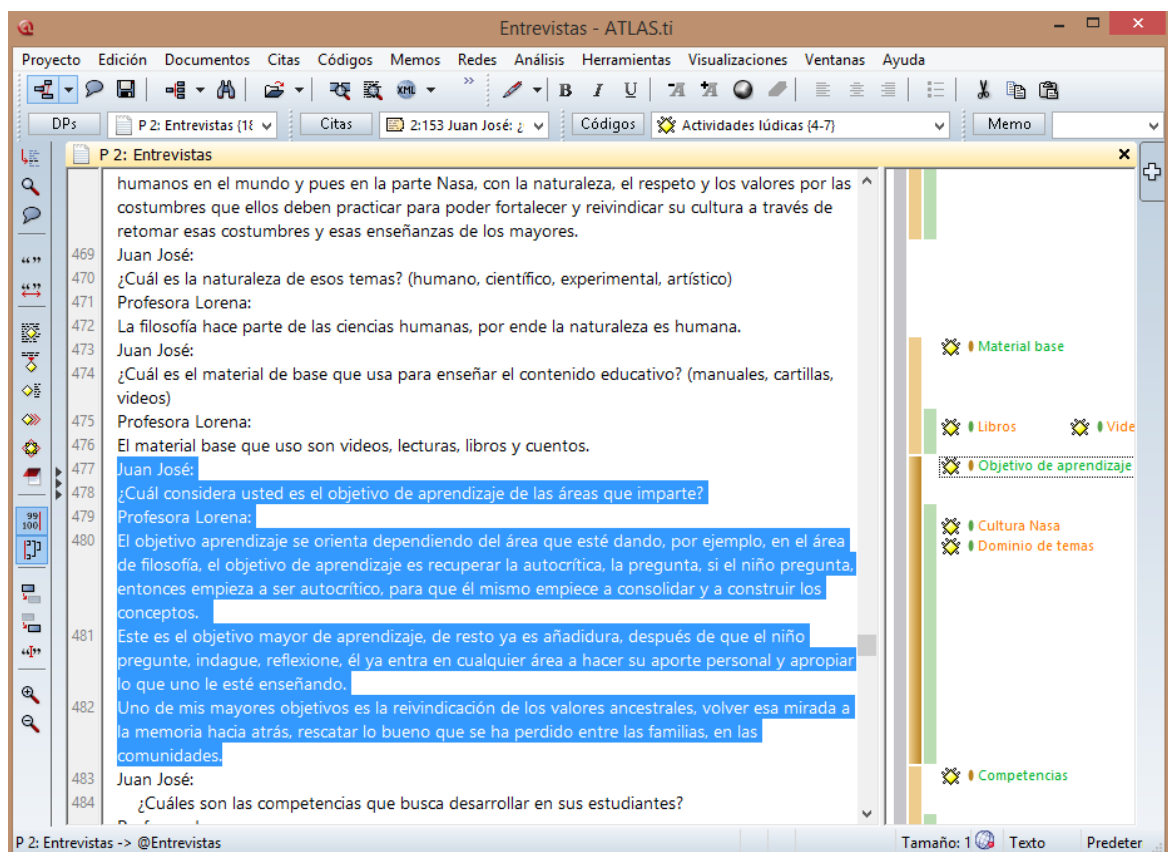 Entrevistas - ATLAS.ti
Proyecto Edición Documentos Citas Códigos Memos Redes Análisis Herramientas Visualizaciones Ventanas Ayuda
XML » B I U A A
DPs P 2: Entrevistas {18 Citas 2:153 Juan José: ¿ Códigos Actividades lúdicas {4-7} Memo
P 2: Entrevistas
humanos en el mundo y pues en la parte Nasa, con la naturaleza, el respeto y los valores por las
costumbres que ellos deben practicar para poder fortalecer y reivindicar su cultura a través de
retomar esas costumbres y esas enseñanzas de los mayores.
469 Juan José:
470 ¿Cuál es la naturaleza de esos temas? (humano, científico, experimental, artístico)
471 Profesora Lorena:
472 La filosofía hace parte de las ciencias humanas, por ende la naturaleza es humana.
473 Juan José:
Material base
474 ¿Cuál es el material de base que usa para enseñar el contenido educativo? (manuales, cartillas,
videos)
475 Profesora Lorena:
Libros Vide
476 El material base que uso son videos, lecturas, libros y cuentos.
477 Juan José:
Objetivo de aprendizaje
478 ¿Cuál considera usted es el objetivo de aprendizaje de las áreas que imparte?
479 Profesora Lorena:
Cultura Nasa
480 El objetivo aprendizaje se orienta dependiendo del área que esté dando, por ejemplo, en el área
Dominio de temas
de filosofía, el objetivo de aprendizaje es recuperar la autocrítica, la pregunta, si el niño pregunta,
entonces empieza a ser autocrítico, para que él mismo empiece a consolidar y a construir los
conceptos.
481 Este es el objetivo mayor de aprendizaje, de resto ya es añadidura, después de que el niño
pregunte, indague, reflexione, él ya entra en cualquier área a hacer su aporte personal y apropiar
lo que uno le esté enseñando.
482 Uno de mis mayores objetivos es la reivindicación de los valores ancestrales, volver esa mirada a
la memoria hacia atrás, rescatar lo bueno que se ha perdido entre las familias, en las
comunidades.
483 Juan José:
Competencias
484 ¿Cuáles son las competencias que busca desarrollar en sus estudiantes?
99
100
P 2: Entrevistas -> @Entrevistas Tamaño: 1 Texto Predeter